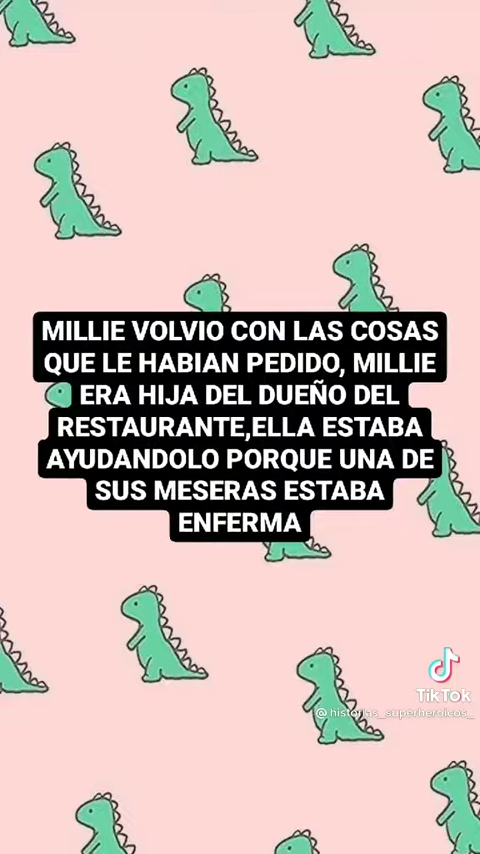 MILLIE VOLVIO CON LAS COSAS
QUE LE HABIAN PEDIDO, MILLIE
ERA HIJA DEL DUEÑO DEL
RESTAURANTE,ELLA ESTABA
AYUDANDOLO PORQUE UNA DE
SUS MESERAS ESTABA
ENFERMA
TikTok
@historias_superheroicos_